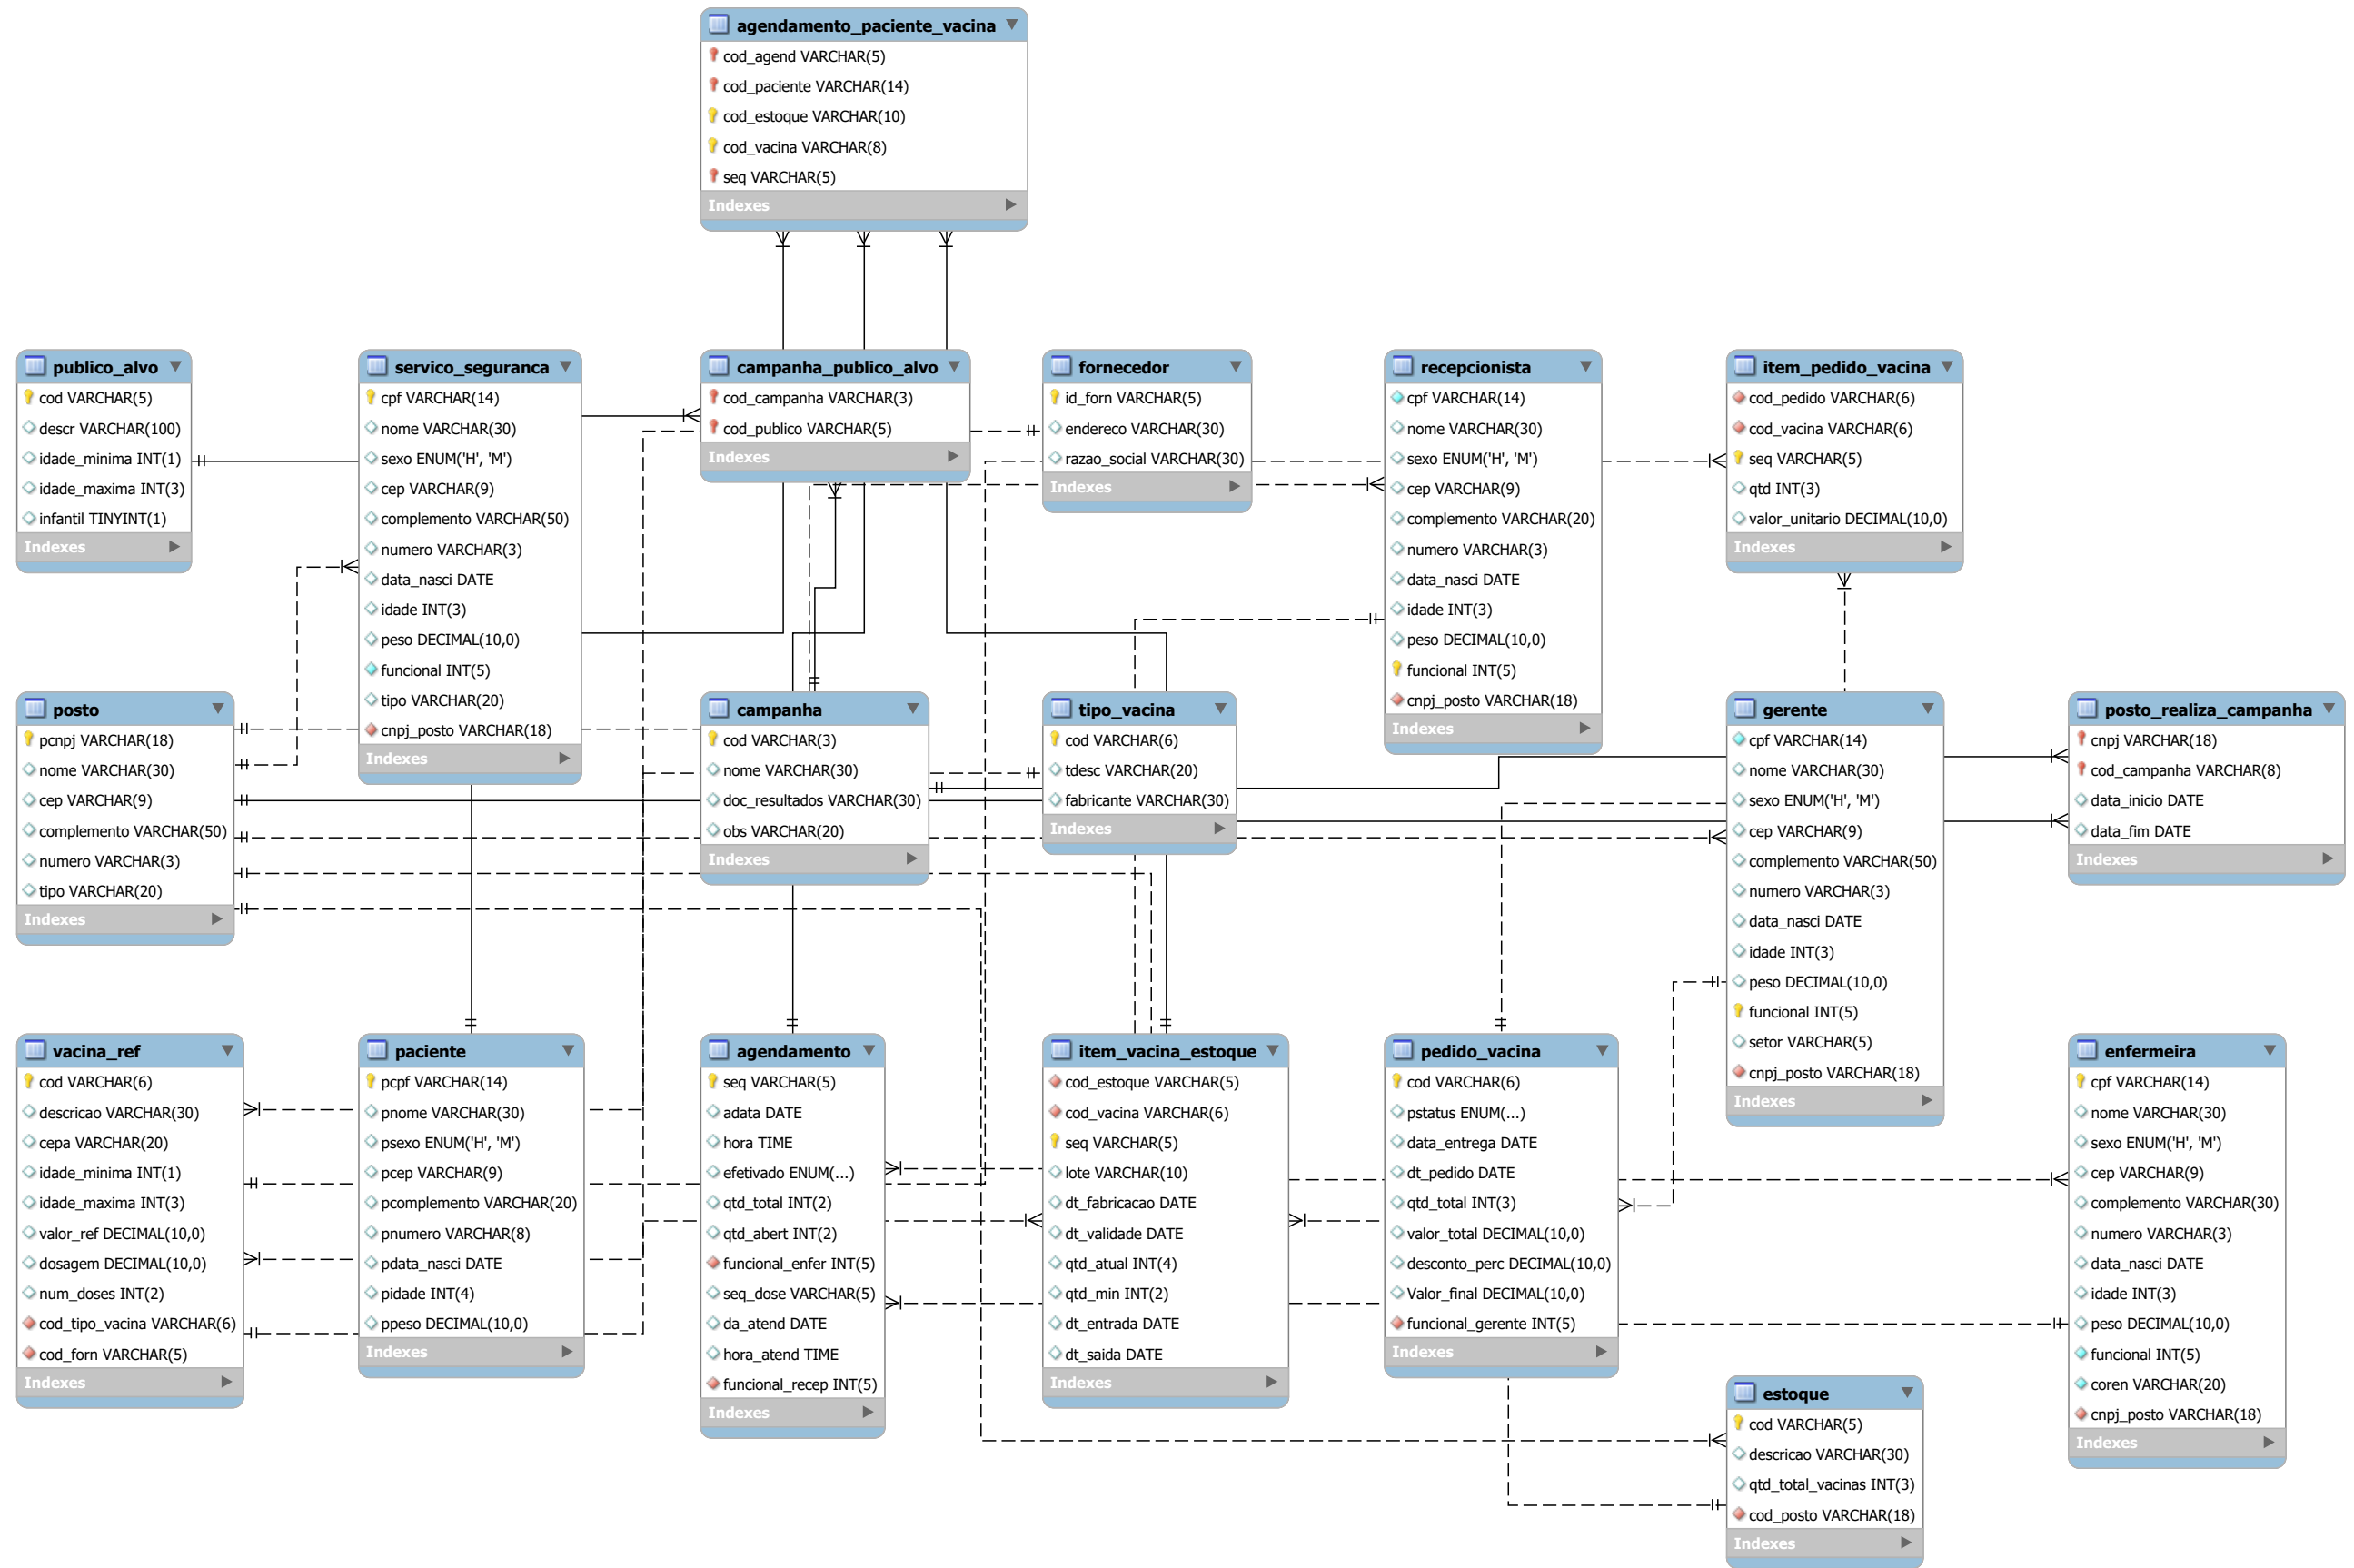 agendamento_paciente_vacina
cod_agend VARCHAR(5)
cod_paciente VARCHAR(14)
cod_estoque VARCHAR(10)
cod_vacina VARCHAR(8)
seq VARCHAR(5)
Indexes
publico_alvo
cod VARCHAR(5)
descr VARCHAR(100)
idade_minima INT(1)
idade_maxima INT(3)
infantil TINYINT(1)
Indexes
servico_seguranca
cpf VARCHAR(14)
nome VARCHAR(30)
sexo ENUM('H', 'M')
cep VARCHAR(9)
complemento VARCHAR(50)
numero VARCHAR(3)
data_nasci DATE
idade INT(3)
peso DECIMAL(10,0)
funcional INT(5)
tipo VARCHAR(20)
cnpj_posto VARCHAR(18)
Indexes
campanha_publico_alvo
cod_campanha VARCHAR(3)
cod_publico VARCHAR(5)
Indexes
fornecedor
id_forn VARCHAR(5)
endereco VARCHAR(30)
razao_social VARCHAR(30)
Indexes
recepcionista
cpf VARCHAR(14)
nome VARCHAR(30)
sexo ENUM('H', 'M')
cep VARCHAR(9)
complemento VARCHAR(20)
numero VARCHAR(3)
data_nasci DATE
idade INT(3)
peso DECIMAL(10,0)
funcional INT(5)
cnpj_posto VARCHAR(18)
Indexes
item_pedido_vacina
cod_pedido VARCHAR(6)
cod_vacina VARCHAR(6)
seq VARCHAR(5)
qtd INT(3)
valor_unitario DECIMAL(10,0)
Indexes
posto
pcnpj VARCHAR(18)
nome VARCHAR(30)
cep VARCHAR(9)
complemento VARCHAR(50)
numero VARCHAR(3)
tipo VARCHAR(20)
Indexes
campanha
cod VARCHAR(3)
nome VARCHAR(30)
doc_resultados VARCHAR(30)
obs VARCHAR(20)
Indexes
tipo_vacina
cod VARCHAR(6)
tdesc VARCHAR(20)
fabricante VARCHAR(30)
Indexes
gerente
cpf VARCHAR(14)
nome VARCHAR(30)
sexo ENUM('H', 'M')
cep VARCHAR(9)
complemento VARCHAR(50)
numero VARCHAR(3)
data_nasci DATE
idade INT(3)
peso DECIMAL(10,0)
funcional INT(5)
setor VARCHAR(5)
cnpj_posto VARCHAR(18)
Indexes
posto_realiza_campanha
cnpj VARCHAR(18)
cod_campanha VARCHAR(8)
data_inicio DATE
data_fim DATE
Indexes
vacina_ref
cod VARCHAR(6)
descricao VARCHAR(30)
cepa VARCHAR(20)
idade_minima INT(1)
idade_maxima INT(3)
valor_ref DECIMAL(10,0)
dosagem DECIMAL(10,0)
num_doses INT(2)
cod_tipo_vacina VARCHAR(6)
cod_forn VARCHAR(5)
Indexes
paciente
pcpf VARCHAR(14)
pnome VARCHAR(30)
psexo ENUM('H', 'M')
pcep VARCHAR(9)
pcomplemento VARCHAR(20)
pnumero VARCHAR(8)
pdata_nasci DATE
pidade INT(4)
ppeso DECIMAL(10,0)
Indexes
agendamento
seq VARCHAR(5)
adata DATE
hora TIME
efetivado ENUM(...)
qtd_total INT(2)
qtd_abert INT(2)
funcional_enfer INT(5)
seq_dose VARCHAR(5)
da_atend DATE
hora_atend TIME
funcional_recep INT(5)
Indexes
item_vacina_estoque
cod_estoque VARCHAR(5)
cod_vacina VARCHAR(6)
seq VARCHAR(5)
lote VARCHAR(10)
dt_fabricacao DATE
dt_validade DATE
qtd_atual INT(4)
qtd_min INT(2)
dt_entrada DATE
dt_saida DATE
Indexes
pedido_vacina
cod VARCHAR(6)
pstatus ENUM(...)
data_entrega DATE
dt_pedido DATE
qtd_total INT(3)
valor_total DECIMAL(10,0)
desconto_perc DECIMAL(10,0)
Valor_final DECIMAL(10,0)
funcional_gerente INT(5)
Indexes
enfermeira
cpf VARCHAR(14)
nome VARCHAR(30)
sexo ENUM('H', 'M')
cep VARCHAR(9)
complemento VARCHAR(30)
numero VARCHAR(3)
data_nasci DATE
idade INT(3)
peso DECIMAL(10,0)
funcional INT(5)
coren VARCHAR(20)
cnpj_posto VARCHAR(18)
Indexes
estoque
cod VARCHAR(5)
descricao VARCHAR(30)
qtd_total_vacinas INT(3)
cod_posto VARCHAR(18)
Indexes